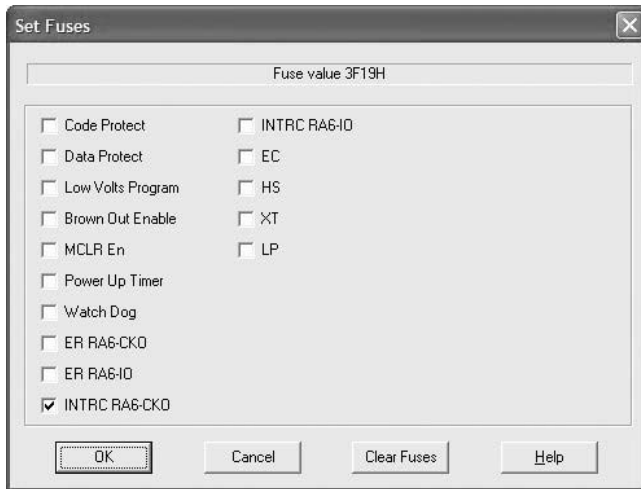 Set Fuses
Fuse value 3F19H
Code Protect
Data Protect
Low Volts Program
Brown Out Enable
MCLR En
Power Up Timer
Watch Dog
ER RA6-CKO
ER RA6-IO
INTRC RA6-CKO
INTRC RA6-IO
EC
HS
XT
LP
OK
Cancel
Clear Fuses
Help